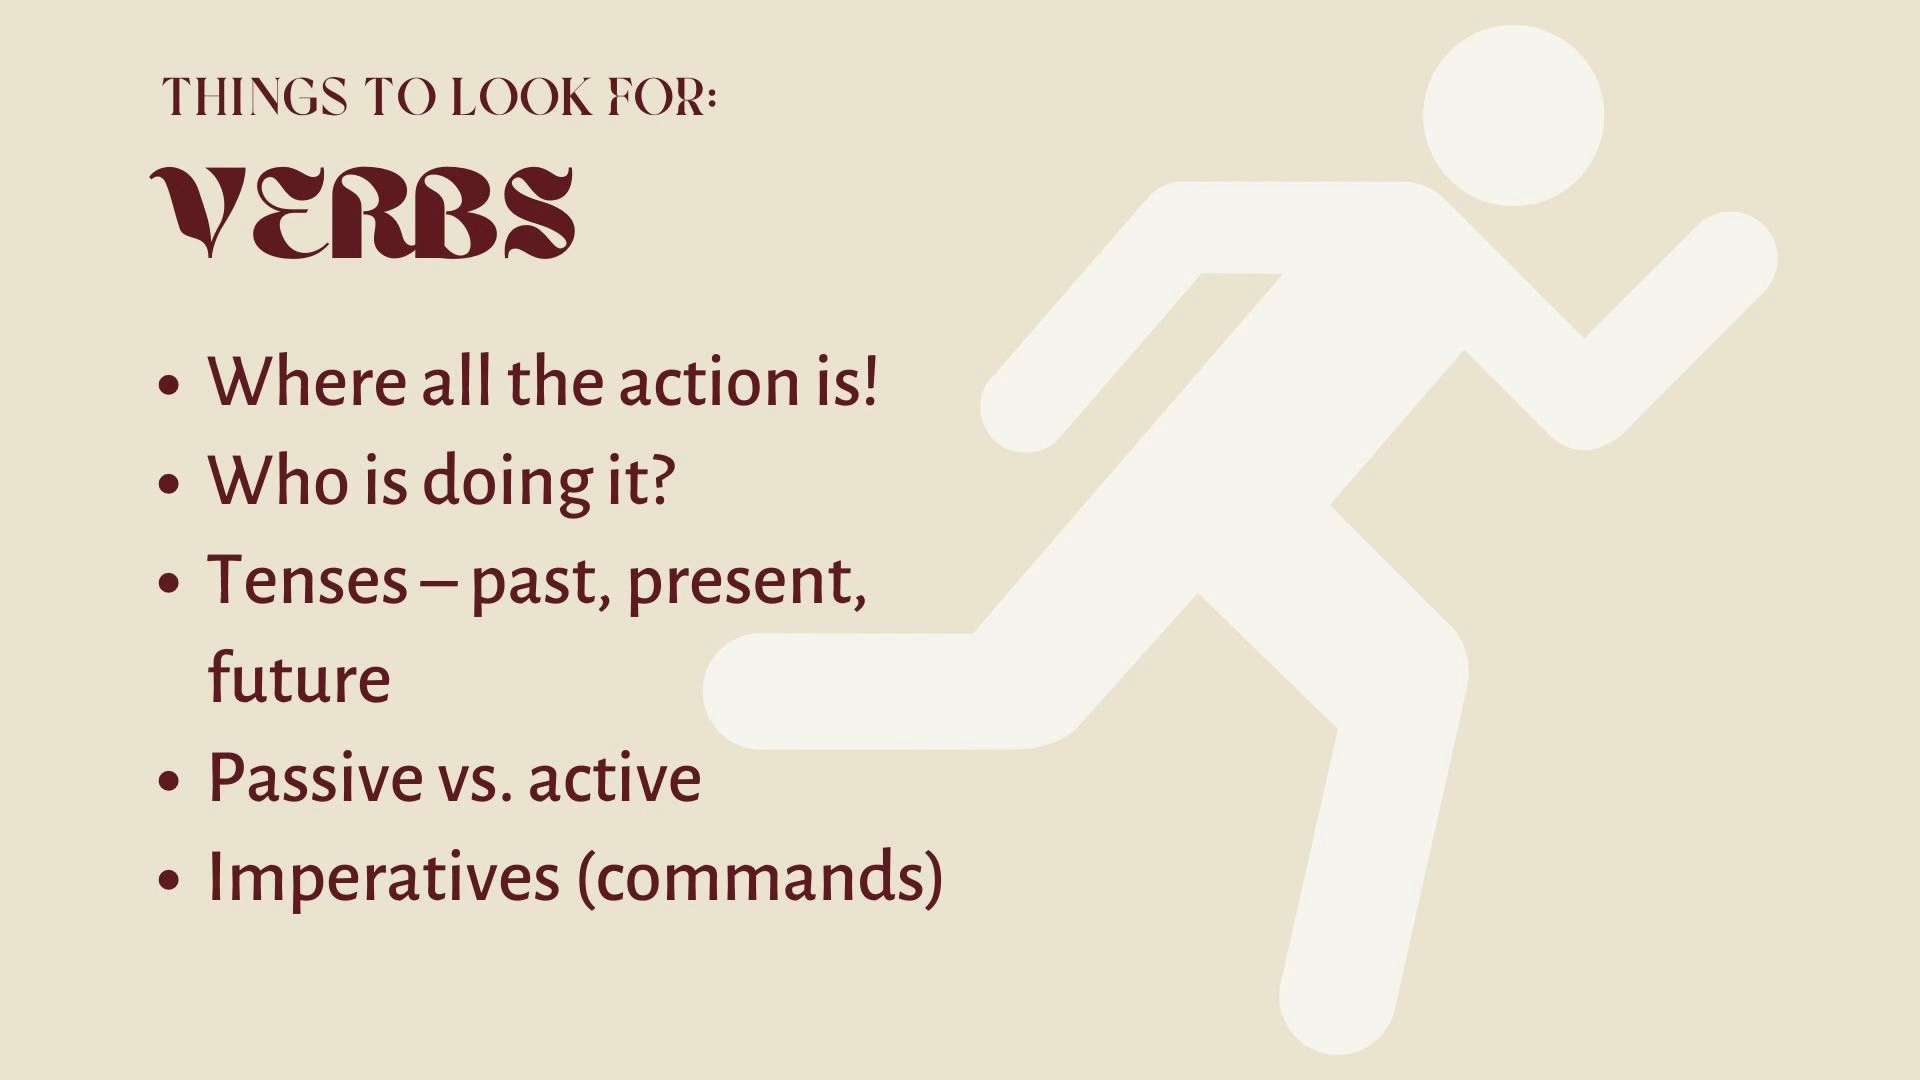 THINGS TO LOOK FOR:
VERBS
• Where all the action is!
• Who is doing it?
• Tenses – past, present,
future
• Passive vs. active
• Imperatives (commands)